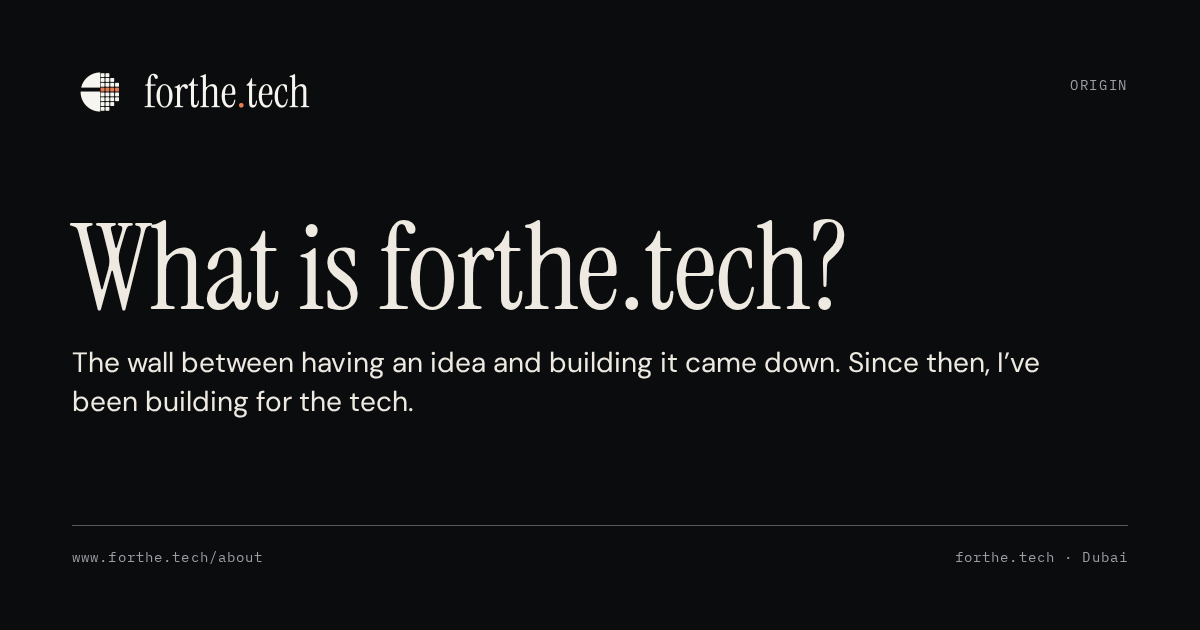 forthe.tech
ORIGIN
What is forthe.tech?
The wall between having an idea and building it came down. Since then, I’ve
been building for the tech.
www.forthe.tech/about
forthe.tech · Dubai